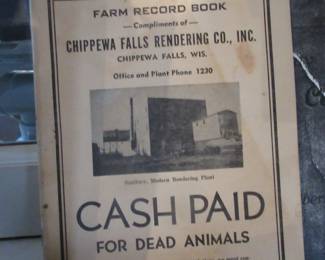 FARM RECORD BOOK
—Compliments of—
CHIPPEWA FALLS RENDERING CO., INC.
CHIPPEWA FALLS, WIS.
Office and Plant Phone 1230
Sanitary, Modern Rendering Plant
CASH PAID
FOR DEAD ANIMALS